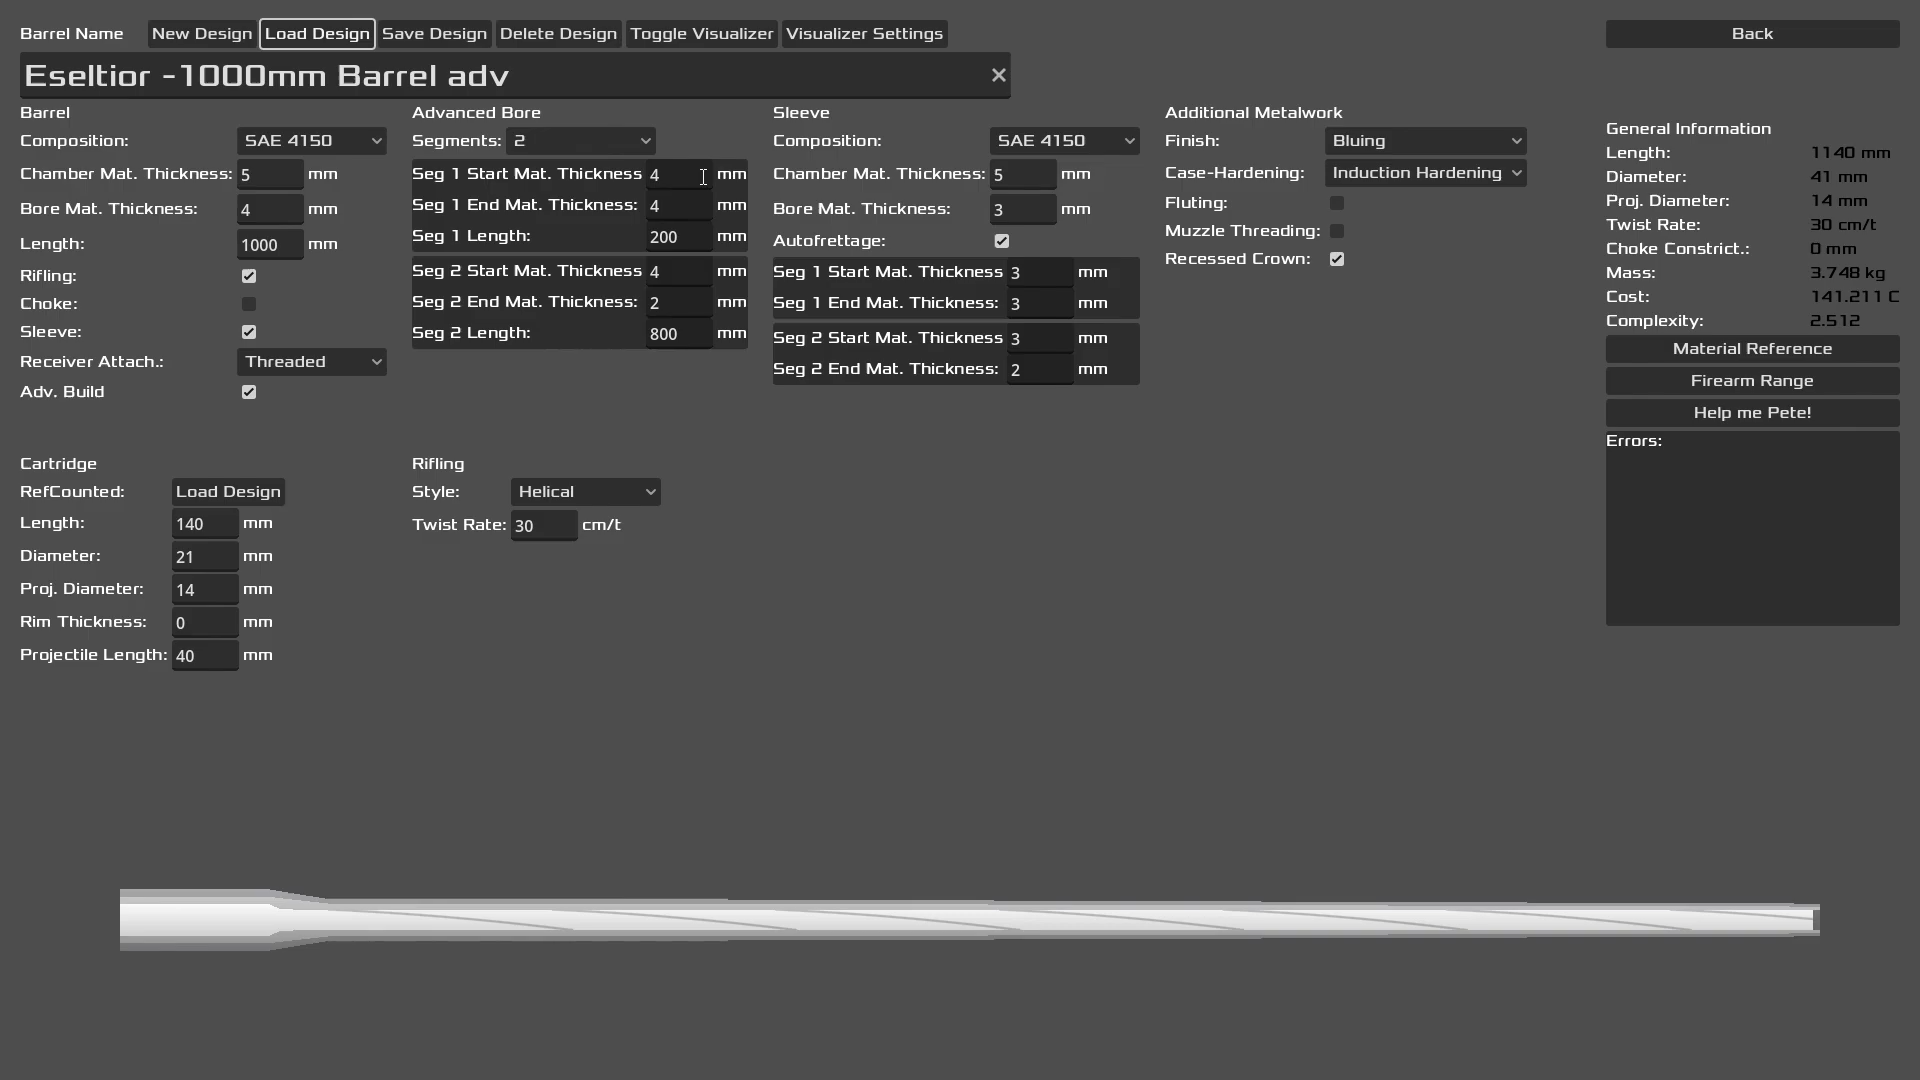 Barrel Name New Design Load Design Save Design Delete Design Toggle Visualizer Visualizer Settings Back
Eseltior -1000mm Barrel adv ✕
Barrel
Composition: SAE 4150
Chamber Mat. Thickness: 5 mm
Bore Mat. Thickness: 4 mm
Length: 1000 mm
Rifling:
Choke:
Sleeve:
Receiver Attach.: Threaded
Adv. Build
Advanced Bore
Segments: 2
Seg 1 Start Mat. Thickness 4 mm
Seg 1 End Mat. Thickness: 4 mm
Seg 1 Length: 200 mm
Seg 2 Start Mat. Thickness 4 mm
Seg 2 End Mat. Thickness: 2 mm
Seg 2 Length: 800 mm
Sleeve
Composition: SAE 4150
Chamber Mat. Thickness: 5 mm
Bore Mat. Thickness: 3 mm
Autofrettage:
Seg 1 Start Mat. Thickness 3 mm
Seg 1 End Mat. Thickness: 3 mm
Seg 2 Start Mat. Thickness 3 mm
Seg 2 End Mat. Thickness: 2 mm
Additional Metalwork
Finish: Bluing
Case-Hardening: Induction Hardening
Fluting:
Muzzle Threading:
Recessed Crown:
General Information
Length: 1140 mm
Diameter: 41 mm
Proj. Diameter: 14 mm
Twist Rate: 30 cm/t
Choke Constrict.: 0 mm
Mass: 3.748 kg
Cost: 141.211 C
Complexity: 2.512
Material Reference
Firearm Range
Help me Pete!
Errors:
Cartridge
RefCounted: Load Design
Length: 140 mm
Diameter: 21 mm
Proj. Diameter: 14 mm
Rim Thickness: 0 mm
Projectile Length: 40 mm
Rifling
Style: Helical
Twist Rate: 30 cm/t